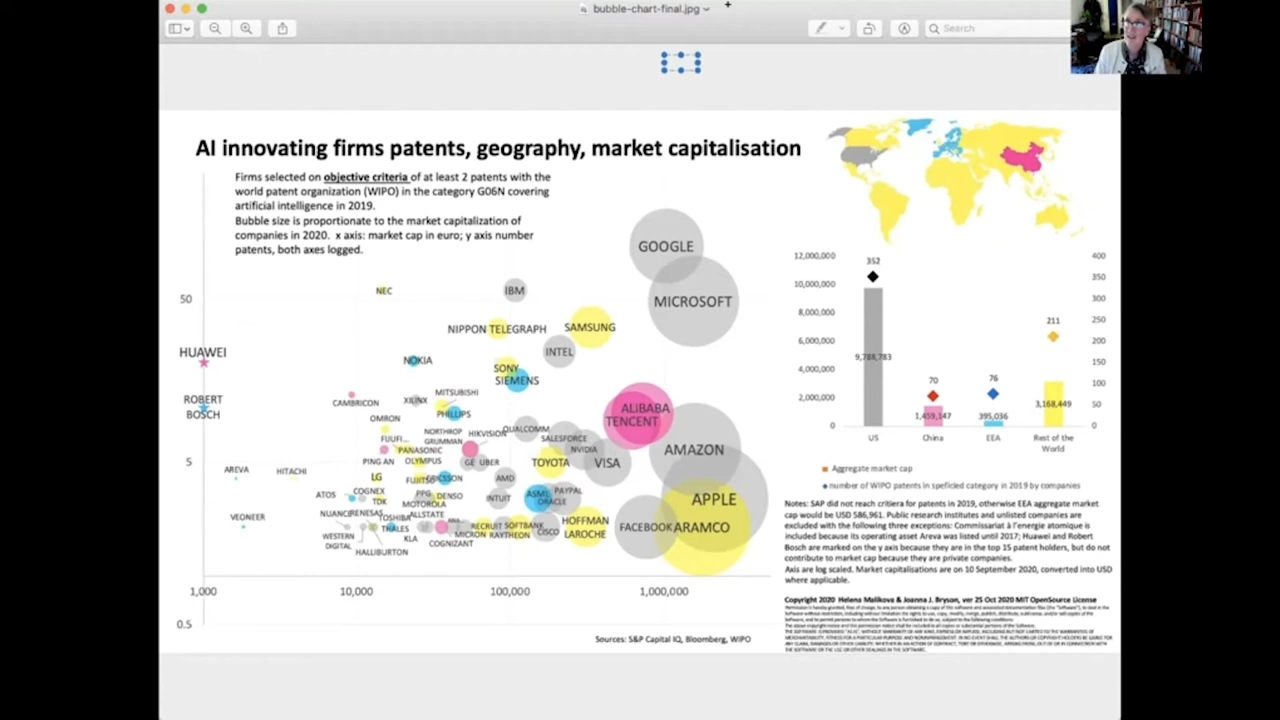 bubble-chart-final.jpg
Search
AI innovating firms patents, geography, market capitalisation
Firms selected on objective criteria of at least 2 patents with the
world patent organization (WIPO) in the category G06N covering
artificial intelligence in 2019.
Bubble size is proportionate to the market capitalization of
companies in 2020. x axis: market cap in euro; y axis number
patents, both axes logged.
GOOGLE
NEC
IBM
MICROSOFT
50
NIPPON TELEGRAPH
SAMSUNG
HUAWEI
INTEL
NOKIA
SONY
SIEMENS
ROBERT
BOSCH
CAMBRICON
XILINX
MITSUBISHI
PHILLIPS
ALIBABA
TENCENT
OMRON
FUJFI...
NORTHROP
GRUMMAN
HIKVISION
QUALCOMM
SALESFORCE
NVIDIA
AMAZON
PANASONIC
5
PING AN
OLYMPUS
GE
UBER
TOYOTA
VISA
AREVA
HITACHI
LG
FUJITSU
ERICSSON
AMD
ATOS
COGNEX
TDK
PPG
DENSO
INTUIT
ASML
PAYPAL
ORACLE
APPLE
MOTOROLA
VEONEER
NUANCE
RENESAS
TOSHIBA
ALLSTATE
THALES
RECRUIT
SOFTBANK
HOFFMAN
LAROCHE
FACEBOOK
ARAMCO
WESTERN
DIGITAL
KLA
MICRON
RAYTHEON
CISCO
HALLIBURTON
COGNIZANT
1,000
10,000
100,000
1,000,000
0.5
Sources: S&P Capital IQ, Bloomberg, WIPO
12,000,000
10,000,000
8,000,000
6,000,000
4,000,000
2,000,000
0
400
350
300
250
200
150
100
50
0
352
70
76
211
9,788,783
1,459,147
395,036
3,168,449
US
China
EEA
Rest of the
World
Aggregate market cap
number of WIPO patents in speficied category in 2019 by companies
Notes: SAP did not reach critiera for patents in 2019, otherwise EEA aggregate market
cap would be USD 586,961. Public research institutes and unlisted companies are
excluded with the following three exceptions: Commissariat à l'energie atomique is
included because its operating asset Areva was listed until 2017; Huawei and Robert
Bosch are marked on the y axis because they are in the top 15 patent holders, but do not
contribute to market cap because they are private companies.
Axis are log scaled. Market capitalisations are on 10 September 2020, converted into USD
where applicable.
Copyright 2020 Helena Malikova & Joanna J. Bryson, ver 25 Oct 2020 MIT OpenSource License